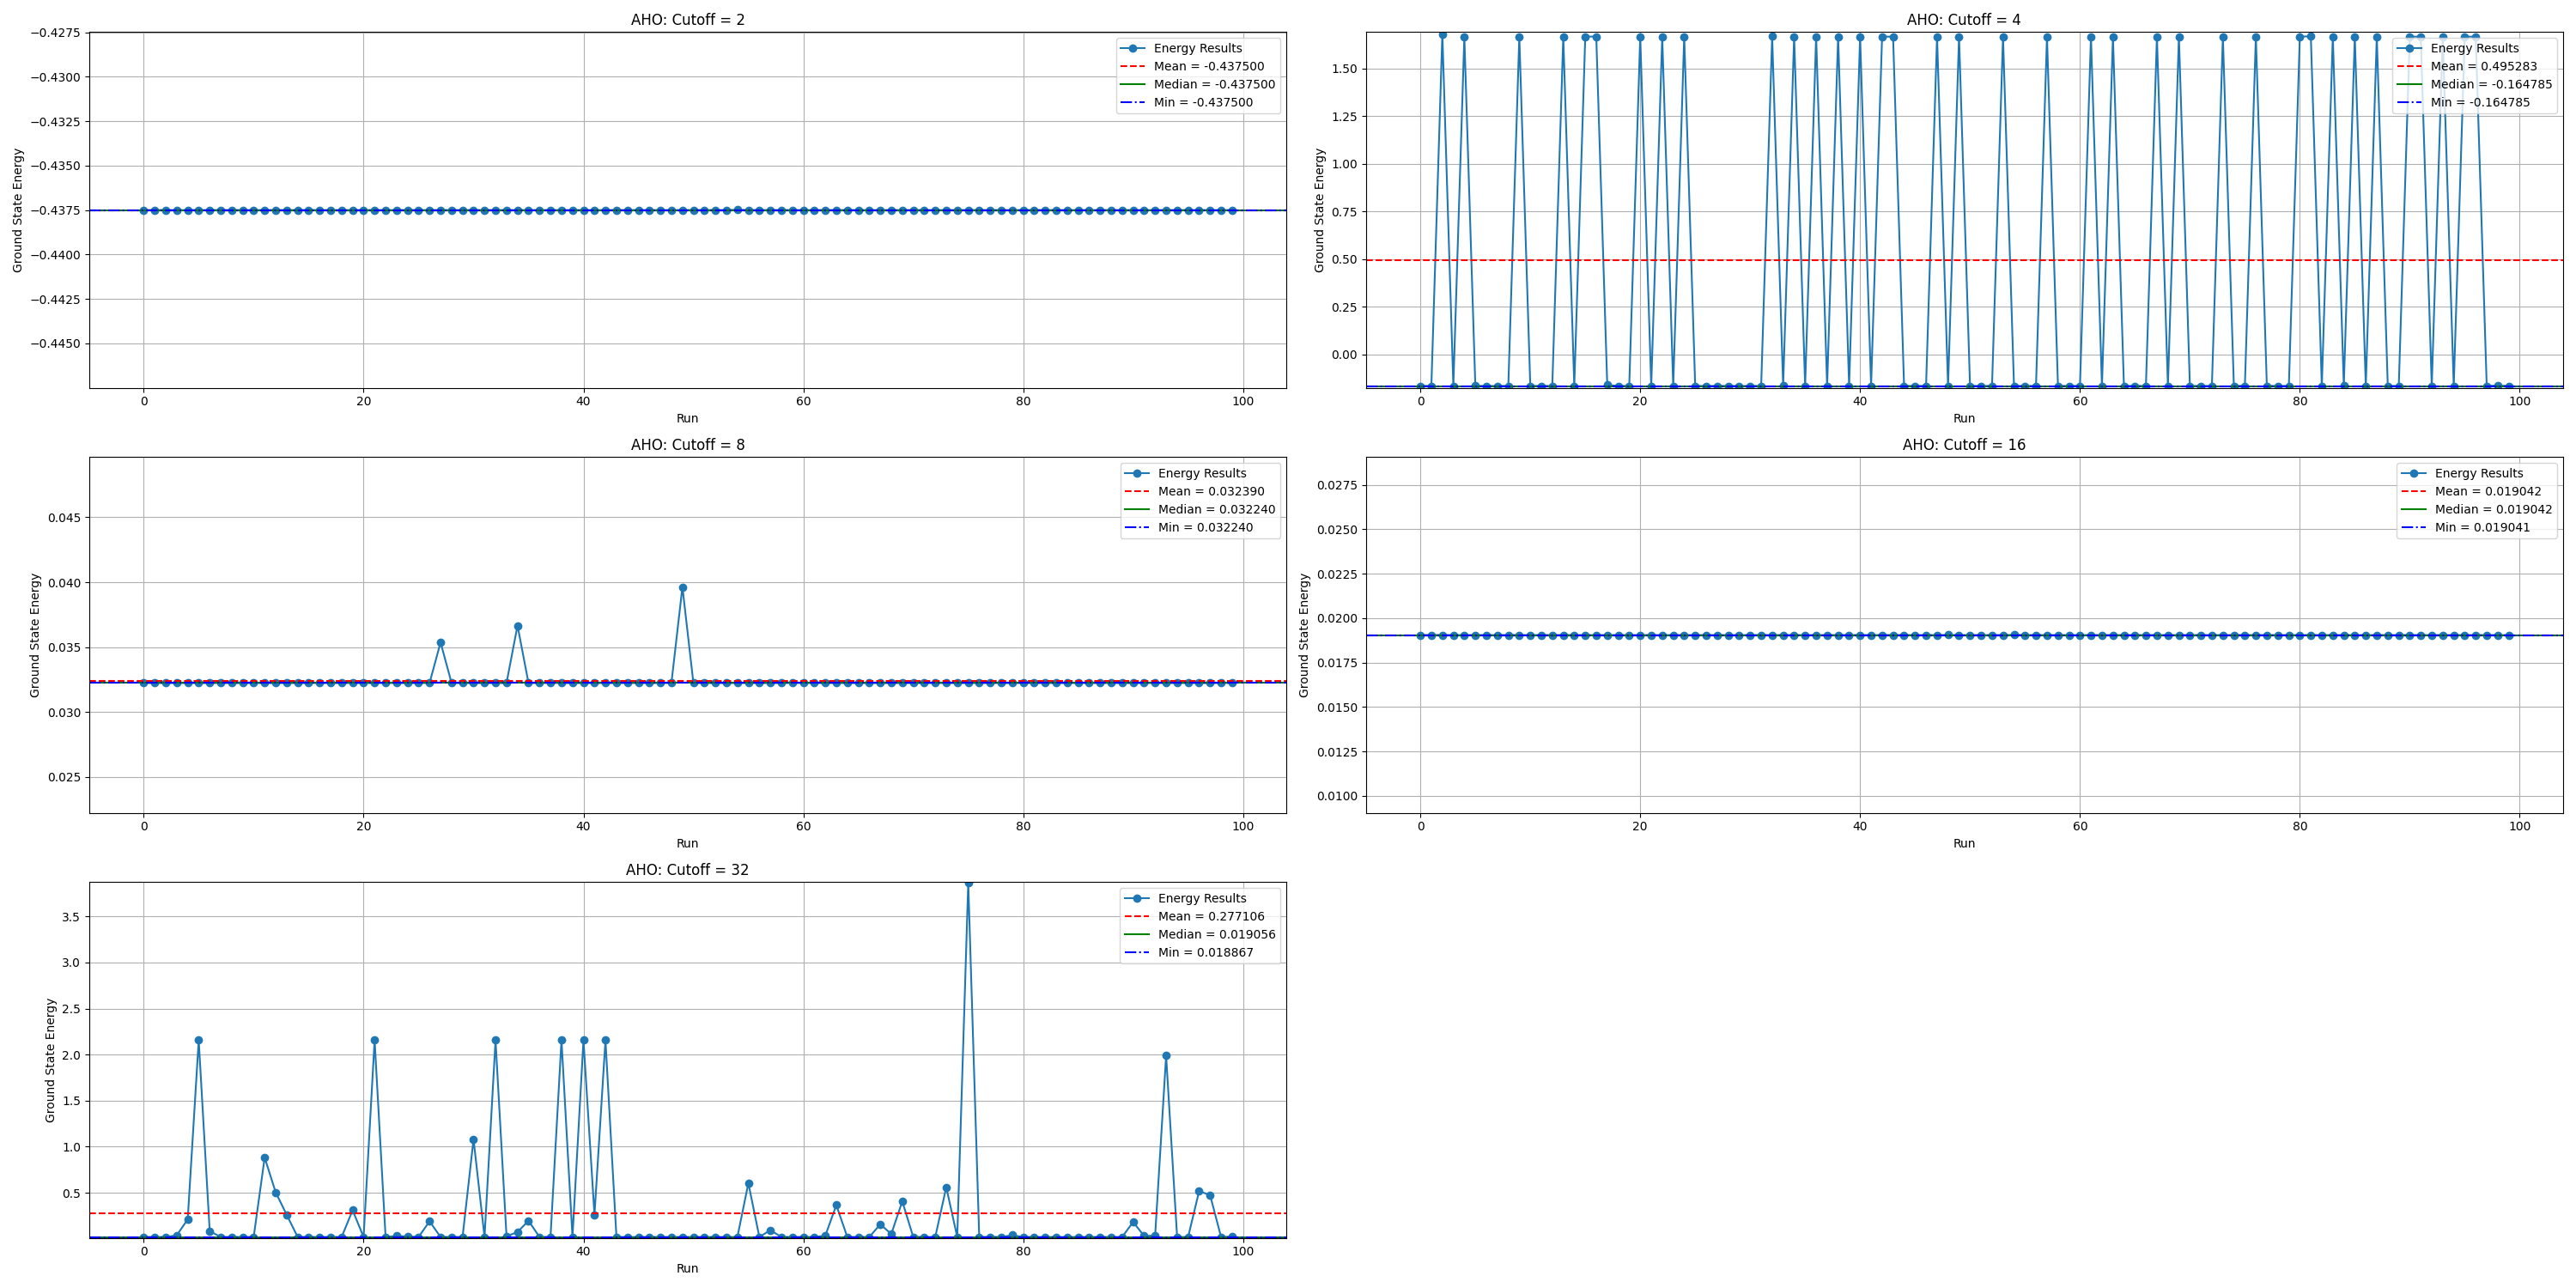 AHO: Cutoff = 2
Ground State Energy
−0.4275
−0.4300
−0.4325
−0.4350
−0.4375
−0.4400
−0.4425
−0.4450
Energy Results
Mean = -0.437500
Median = -0.437500
Min = -0.437500
0 20 40 60 80 100
Run
AHO: Cutoff = 4
Ground State Energy
1.50
1.25
1.00
0.75
0.50
0.25
0.00
Energy Results
Mean = 0.495283
Median = -0.164785
Min = -0.164785
0 20 40 60 80 100
Run
AHO: Cutoff = 8
Ground State Energy
0.045
0.040
0.035
0.030
0.025
Energy Results
Mean = 0.032390
Median = 0.032240
Min = 0.032240
0 20 40 60 80 100
Run
AHO: Cutoff = 16
Ground State Energy
0.0275
0.0250
0.0225
0.0200
0.0175
0.0150
0.0125
0.0100
Energy Results
Mean = 0.019042
Median = 0.019042
Min = 0.019041
0 20 40 60 80 100
Run
AHO: Cutoff = 32
Ground State Energy
3.5
3.0
2.5
2.0
1.5
1.0
0.5
Energy Results
Mean = 0.277106
Median = 0.019056
Min = 0.018867
0 20 40 60 80 100
Run